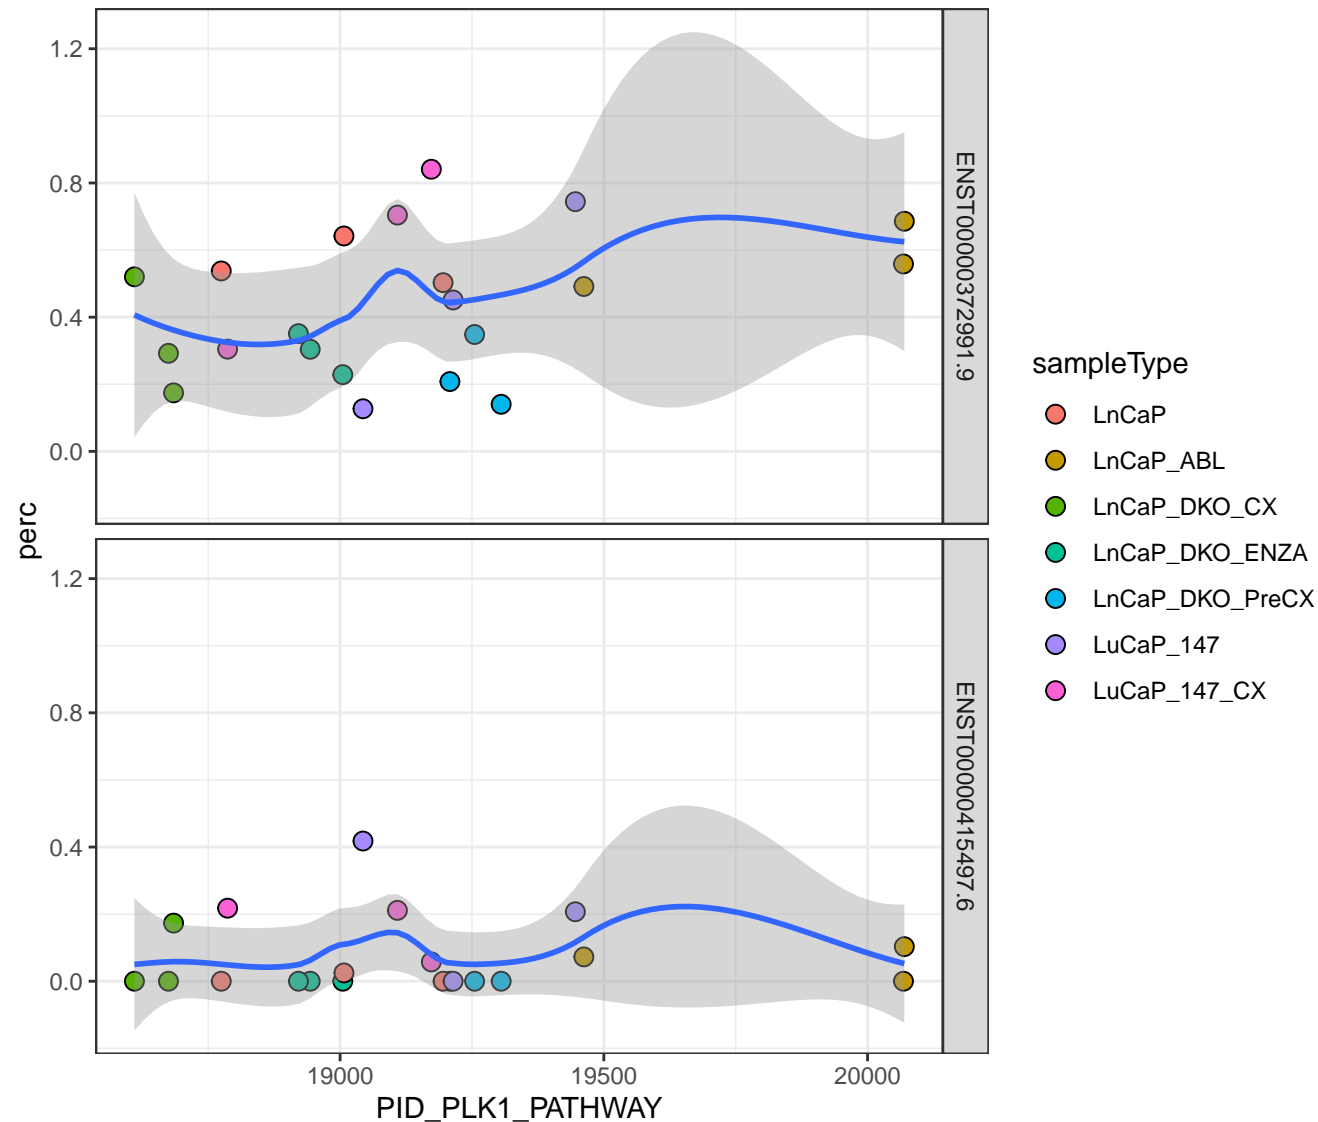 1.2
0.8
0.4
0.0
ENST00000372991.9
1.2
0.8
0.4
0.0
ENST00000415497.6
perc
19000
19500
20000
PID_PLK1_PATHWAY
sampleType
LnCaP
LnCaP_ABL
LnCaP_DKO_CX
LnCaP_DKO_ENZA
LnCaP_DKO_PreCX
LuCaP_147
LuCaP_147_CX